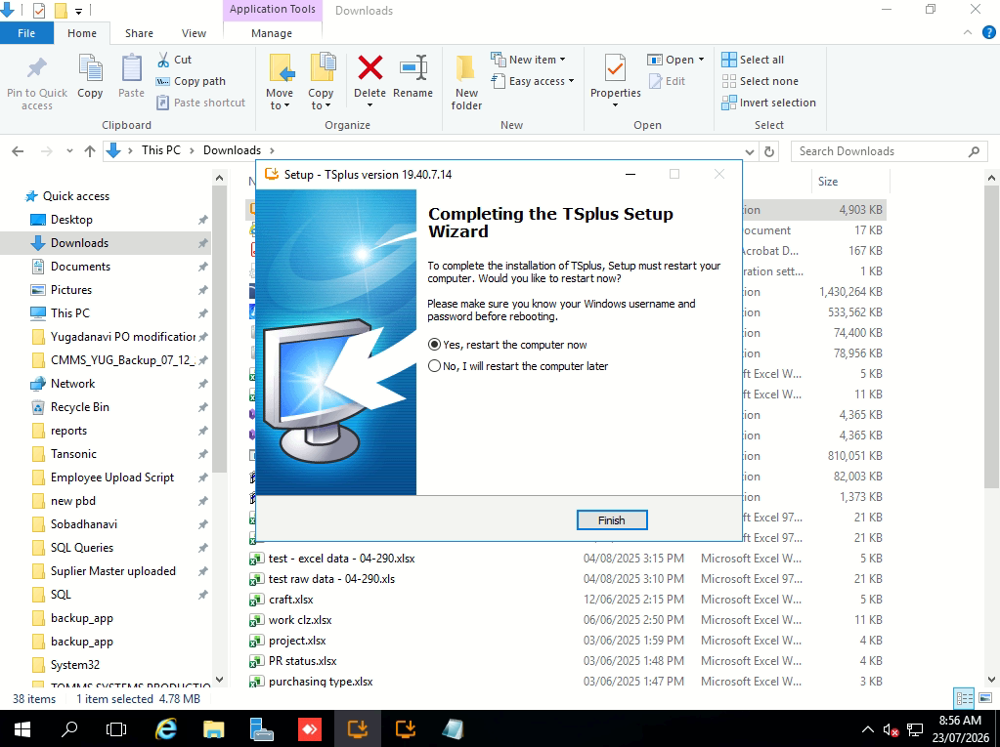 Application Tools
Downloads
File
Home
Share
View
Manage
Pin to Quick access
Copy
Paste
Cut
Copy path
Paste shortcut
Clipboard
Move to
Copy to
Delete
Rename
Organize
New folder
New item
Easy access
New
Properties
Open
Edit
Open
Select all
Select none
Invert selection
Select
This PC
Downloads
Search Downloads
Quick access
Desktop
Downloads
Documents
Pictures
This PC
Yugadanavi PO modification
CMMS_YUG_Backup_07_12_
Network
Recycle Bin
reports
Tansonic
Employee Upload Script
new pbd
Sobadhanavi
SQL Queries
Suplier Master uploaded
SQL
backup_app
backup_app
System32
TOMMS SYSTEMS PRODUCTIO
Size
tion 4,903 KB
ocument 17 KB
crobat D... 167 KB
ration sett... 1 KB
tion 1,430,264 KB
tion 533,562 KB
tion 74,400 KB
tion 78,956 KB
ft Excel W... 5 KB
ft Excel W... 11 KB
tion 4,365 KB
tion 4,365 KB
tion 810,051 KB
tion 82,003 KB
tion 1,373 KB
ft Excel 97... 21 KB
ft Excel 97... 21 KB
test - excel data - 04-290.xlsx 04/08/2025 3:15 PM Microsoft Excel W... 5 KB
test raw data - 04-290.xls 04/08/2025 3:10 PM Microsoft Excel 97... 21 KB
craft.xlsx 12/06/2025 2:15 PM Microsoft Excel W... 5 KB
work clz.xlsx 06/06/2025 2:50 PM Microsoft Excel W... 11 KB
project.xlsx 03/06/2025 1:59 PM Microsoft Excel W... 4 KB
PR status.xlsx 03/06/2025 1:48 PM Microsoft Excel W... 4 KB
purchasing type.xlsx 03/06/2025 1:47 PM Microsoft Excel W... 3 KB
Setup - TSplus version 19.40.7.14
Completing the TSplus Setup
Wizard
To complete the installation of TSplus, Setup must restart your
computer. Would you like to restart now?
Please make sure you know your Windows username and
password before rebooting.
Yes, restart the computer now
No, I will restart the computer later
Finish
38 items 1 item selected 4.78 MB
8:56 AM
23/07/2026